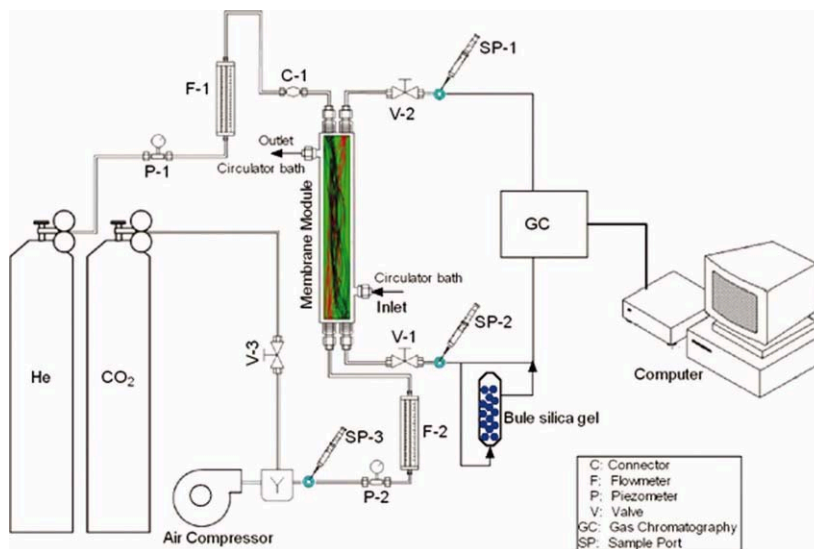 SP-1
F-1
C-1
V-2
Outlet
Circulator bath
P-1
Membrane Module
GC
Circulator bath
Inlet
V-1
SP-2
V-3
He
CO₂
Computer
Bule silica gel
F-2
SP-3
Y
P-2
Air Compressor
C: Connector
F: Flowmeter
P: Piezometer
V: Valve
GC: Gas Chromatography
SP: Sample Port